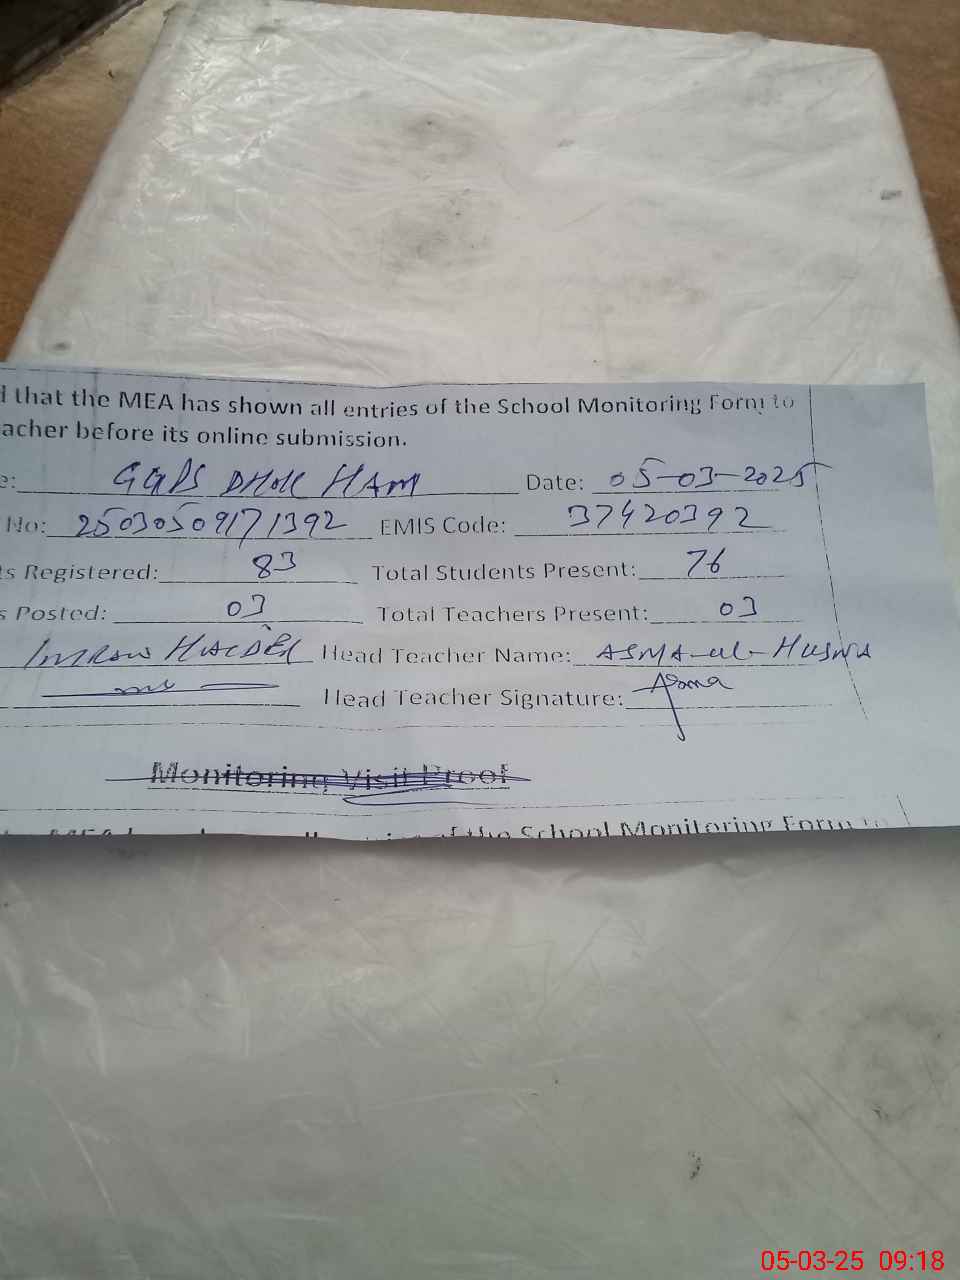 that the MEA has shown all entries of the School Monitoring Form to
acher before its online submission.
e: GGPS DHOK HAM Date: 05-03-2025
No: 25030509171392 EMIS Code: 37420392
ts Registered: 83 Total Students Present: 76
s Posted: 03 Total Teachers Present: 03
IMRAN HAIDER Head Teacher Name: ASMA-ul-HUSNA
Head Teacher Signature: Asma
Monitoring Visit Proof
of the School Monitoring Form to
05-03-25 09:18